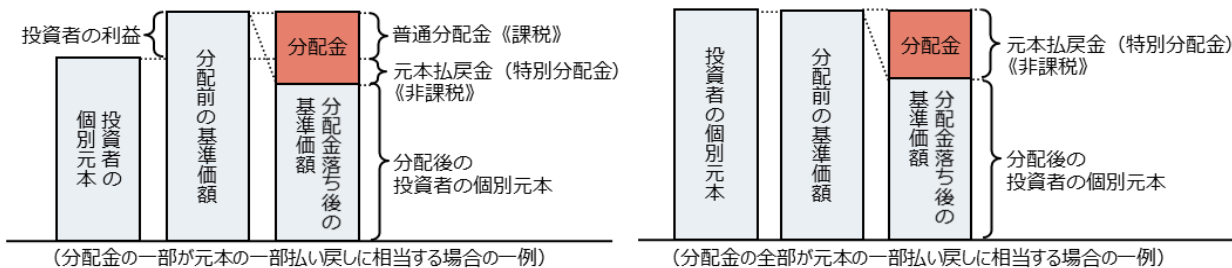 投資者の利益
投資者の
個別元本
分配前の基準価額
分配金
分配金落ち後の
基準価額
普通分配金《課税》
元本払戻金（特別分配金）
《非課税》
分配後の
投資者の個別元本
（分配金の一部が元本の一部払い戻しに相当する場合の一例）
投資者の個別元本
分配前の基準価額
分配金
分配金落ち後の
基準価額
元本払戻金（特別分配金）
《非課税》
分配後の
投資者の個別元本
（分配金の全部が元本の一部払い戻しに相当する場合の一例）